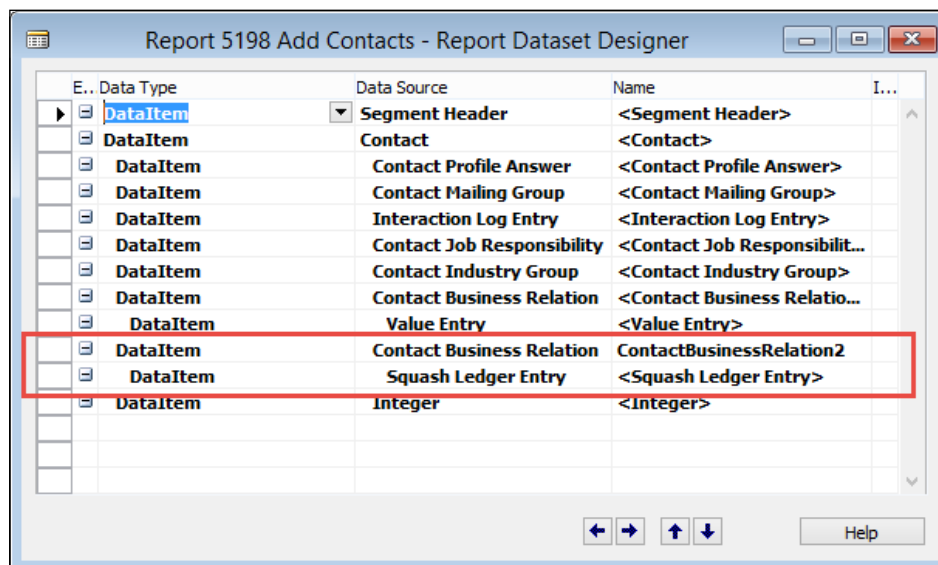 Report 5198 Add Contacts - Report Dataset Designer
E... Data Type Data Source Name I...
DataItem Segment Header <Segment Header>
DataItem Contact <Contact>
DataItem Contact Profile Answer <Contact Profile Answer>
DataItem Contact Mailing Group <Contact Mailing Group>
DataItem Interaction Log Entry <Interaction Log Entry>
DataItem Contact Job Responsibility <Contact Job Responsibilit...
DataItem Contact Industry Group <Contact Industry Group>
DataItem Contact Business Relation <Contact Business Relatio...
DataItem Value Entry <Value Entry>
DataItem Contact Business Relation ContactBusinessRelation2
DataItem Squash Ledger Entry <Squash Ledger Entry>
DataItem Integer <Integer>
Help